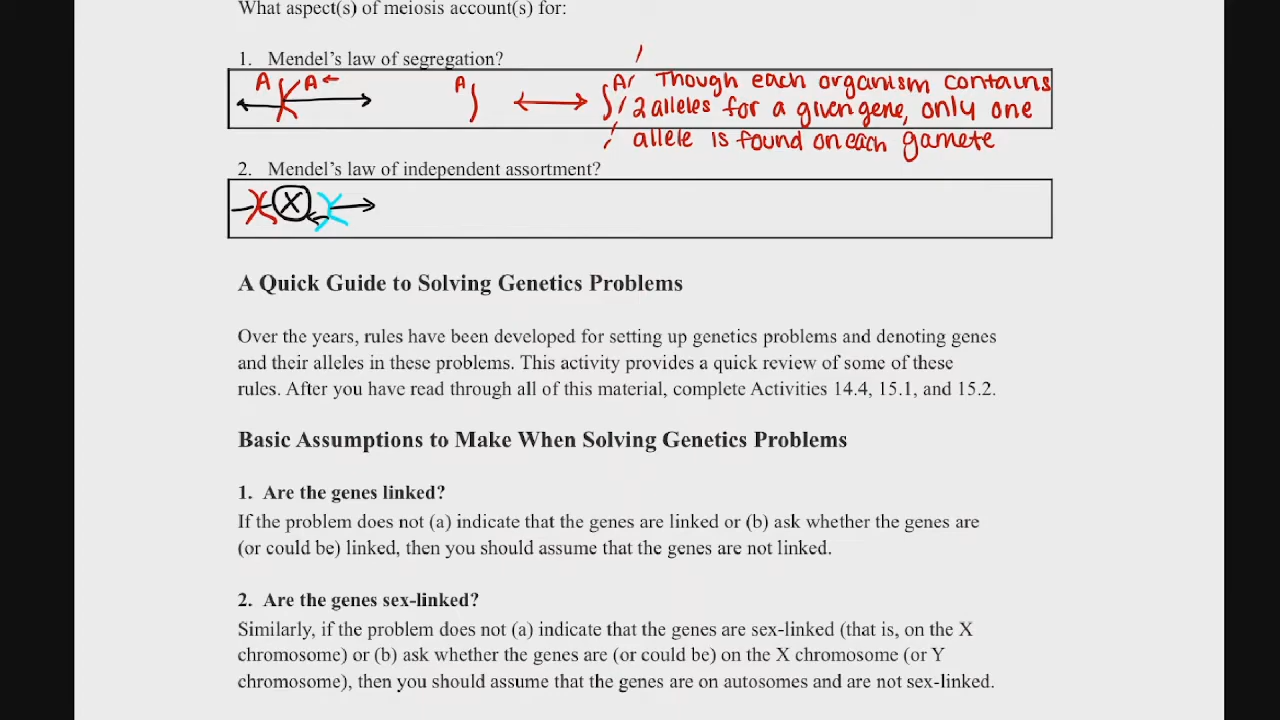 What aspect(s) of meiosis account(s) for:
1. Mendel's law of segregation?
A A A A Though each organism contains
2 alleles for a given gene, only one
allele is found on each gamete
2. Mendel's law of independent assortment?
A Quick Guide to Solving Genetics Problems
Over the years, rules have been developed for setting up genetics problems and denoting genes
and their alleles in these problems. This activity provides a quick review of some of these
rules. After you have read through all of this material, complete Activities 14.4, 15.1, and 15.2.
Basic Assumptions to Make When Solving Genetics Problems
1. Are the genes linked?
If the problem does not (a) indicate that the genes are linked or (b) ask whether the genes are
(or could be) linked, then you should assume that the genes are not linked.
2. Are the genes sex-linked?
Similarly, if the problem does not (a) indicate that the genes are sex-linked (that is, on the X
chromosome) or (b) ask whether the genes are (or could be) on the X chromosome (or Y
chromosome), then you should assume that the genes are on autosomes and are not sex-linked.